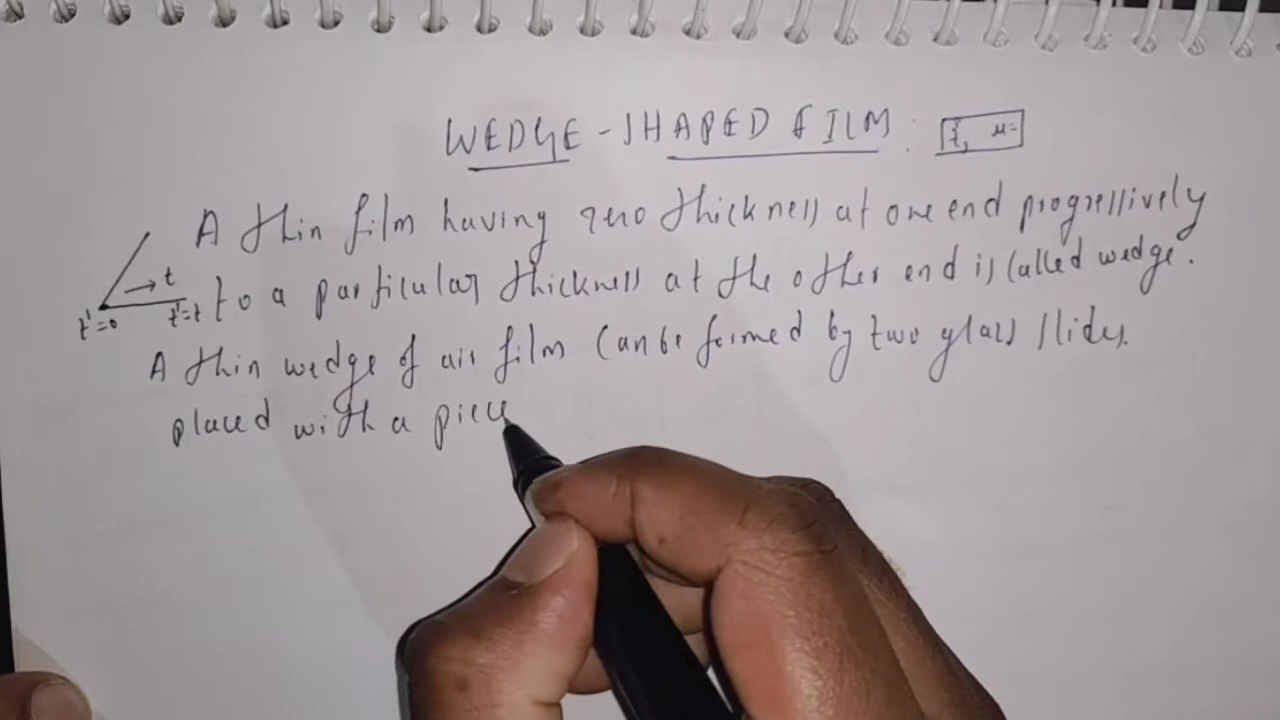 WEDGE-SHAPED FILM : t, μ=
A thin film having zero thickness at one end progressively
→ t
to a particular thickness at the other end is called wedge.
t'=0 t'=t
A thin wedge of air film can be formed by two glass slides.
placed with a piece